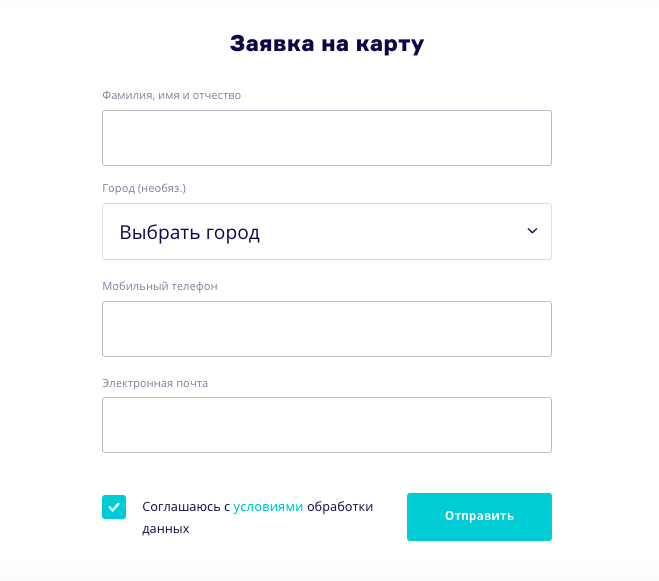 Заявка на карту
Фамилия, имя и отчество
Город (необяз.)
Выбрать город
Мобильный телефон
Электронная почта
Соглашаюсь с условиями обработки
данных
Отправить